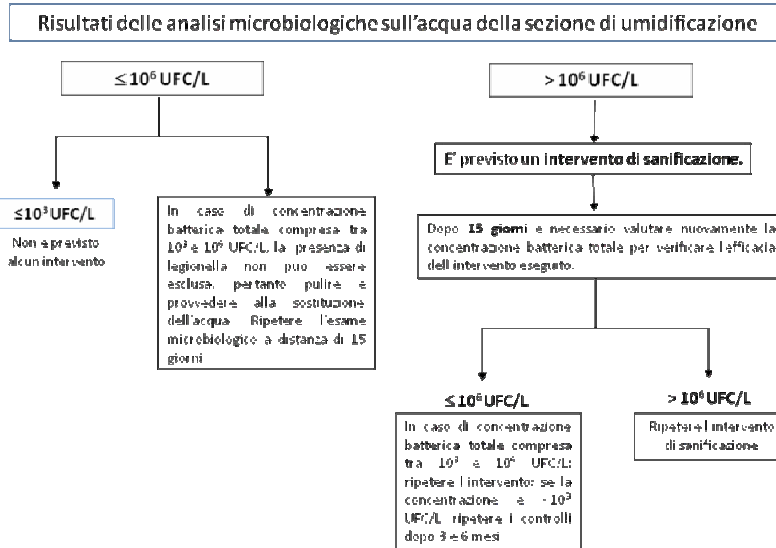 Risultati delle analisi microbiologiche sull'acqua della sezione di umidificazione
≤10⁶ UFC/L
> 10⁶ UFC/L
E' previsto un intervento di sanificazione.
≤10³ UFC/L
Non e previsto
alcun intervento
In caso di concentrazione
batterica totale compresa tra
10³ e 10⁶ UFC/L, la presenza di
legionella non puo essere
esclusa, pertanto pulire e
provvedere alla sostituzione
dell'acqua Ripetere l'esame
microbiologico a distanza di 15
giorni
Dopo 15 giorni e necessario valutare nuovamente la
concentrazione batterica totale per verificare l'efficacia
dell intervento eseguito.
≤10⁶ UFC/L
In caso di concentrazione
batterica totale compresa
tra 10³ e UFC/L:
ripetere l intervento: se la
concentrazione e 10³
UFC/L ripetere i controlli
dopo 3 e 6 mesi
> 10⁶ UFC/L
Ripetere l intervento
di sanificazione